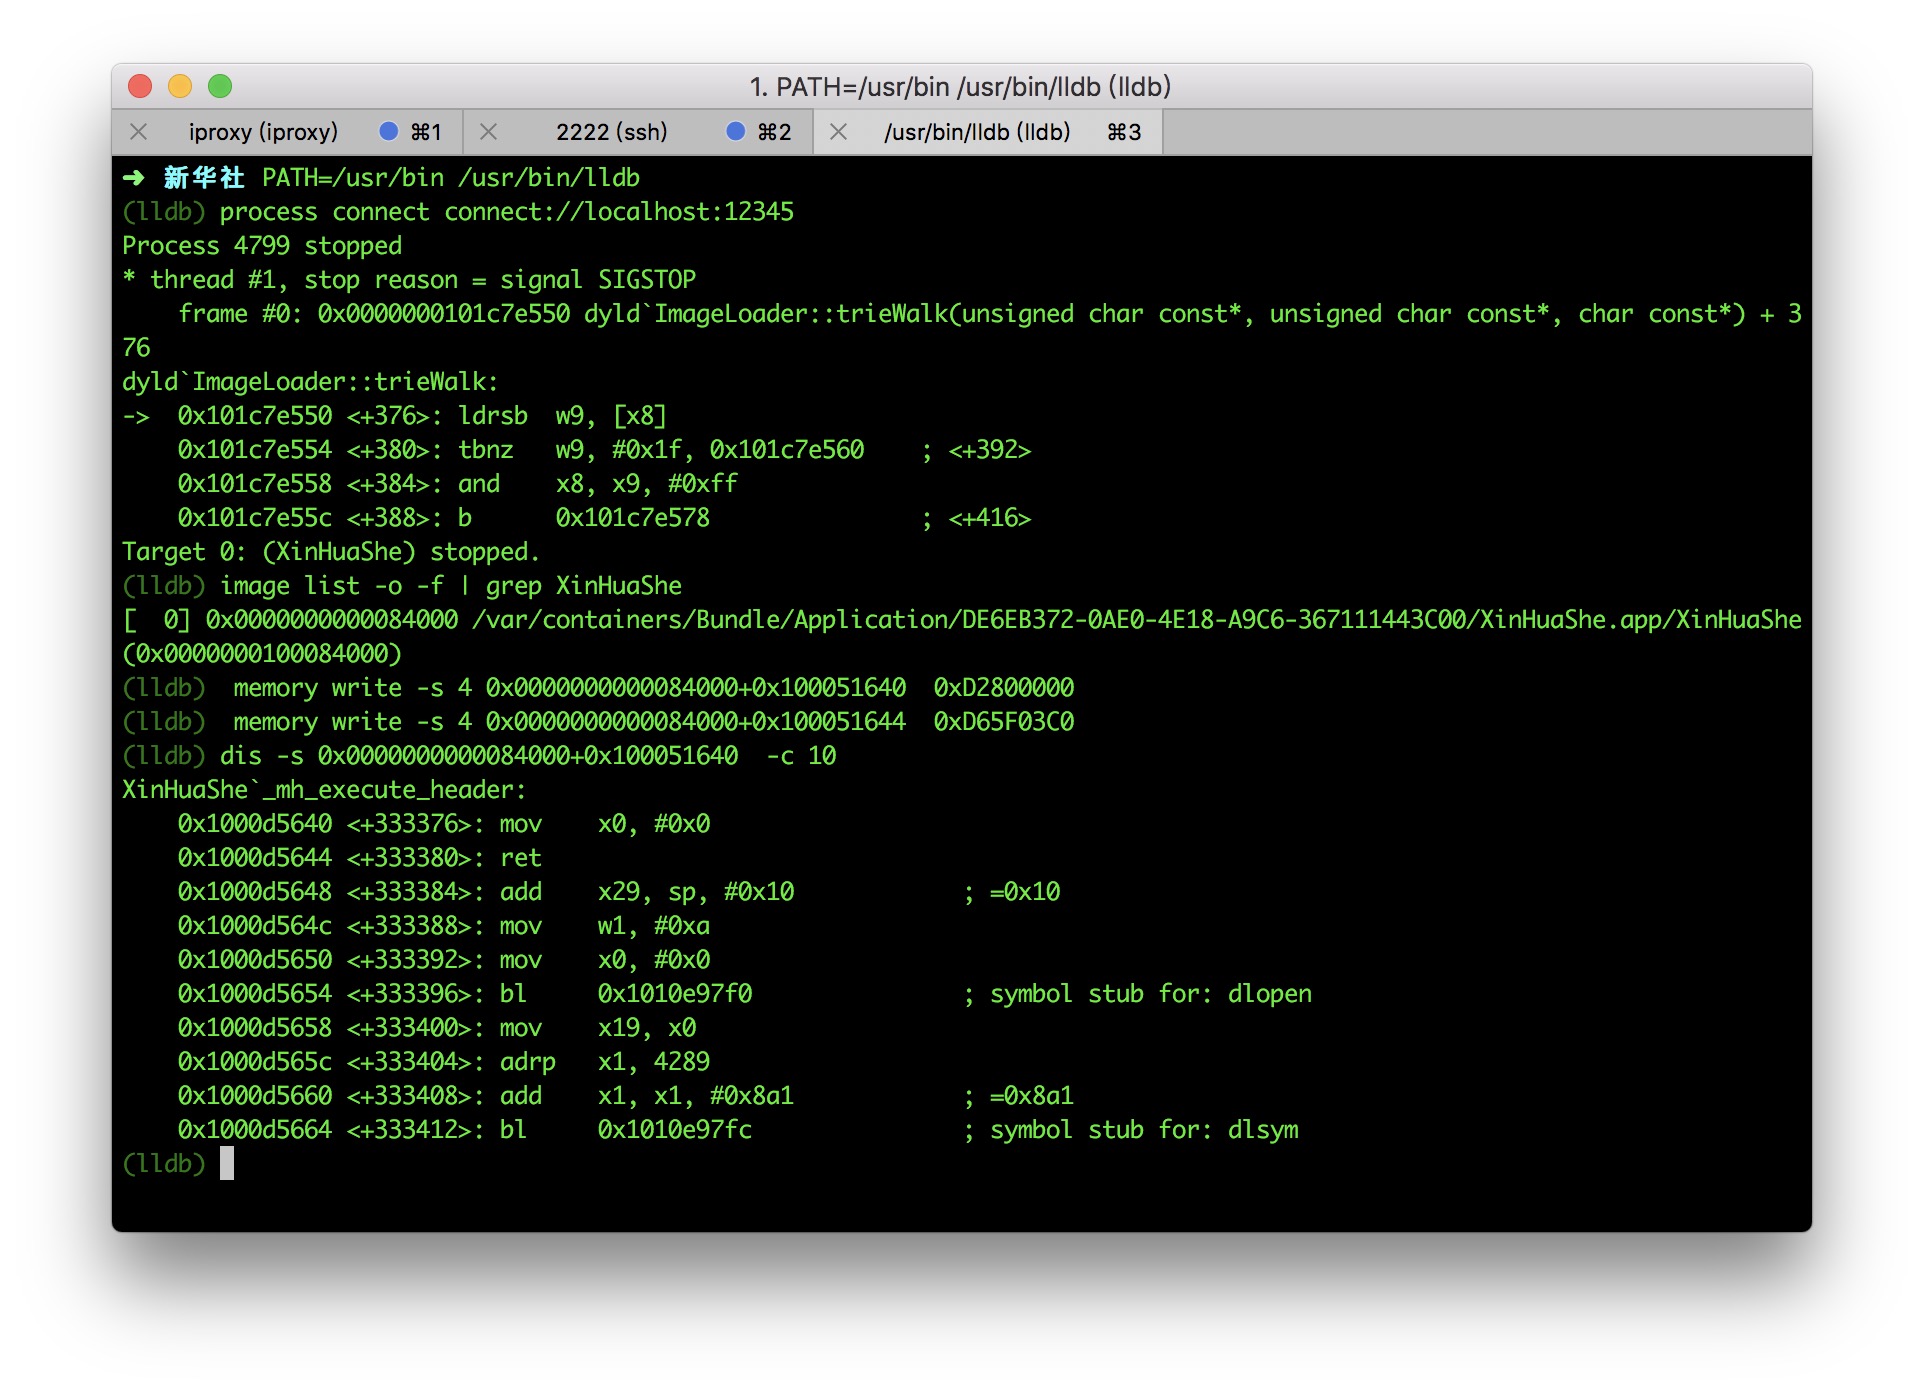 1. PATH=/usr/bin /usr/bin/lldb (lldb)
iproxy (iproxy) ⌘1 2222 (ssh) ⌘2 /usr/bin/lldb (lldb) ⌘3
➜ 新华社 PATH=/usr/bin /usr/bin/lldb
(lldb) process connect connect://localhost:12345
Process 4799 stopped
* thread #1, stop reason = signal SIGSTOP
    frame #0: 0x0000000101c7e550 dyld`ImageLoader::trieWalk(unsigned char const*, unsigned char const*, char const*) + 3
76
dyld`ImageLoader::trieWalk:
->  0x101c7e550 <+376>: ldrsb  w9, [x8]
    0x101c7e554 <+380>: tbnz   w9, #0x1f, 0x101c7e560    ; <+392>
    0x101c7e558 <+384>: and    x8, x9, #0xff
    0x101c7e55c <+388>: b      0x101c7e578               ; <+416>
Target 0: (XinHuaShe) stopped.
(lldb) image list -o -f | grep XinHuaShe
[  0] 0x0000000000084000 /var/containers/Bundle/Application/DE6EB372-0AE0-4E18-A9C6-367111443C00/XinHuaShe.app/XinHuaShe
(0x0000000100084000)
(lldb)  memory write -s 4 0x0000000000084000+0x100051640  0xD2800000
(lldb)  memory write -s 4 0x0000000000084000+0x100051644  0xD65F03C0
(lldb) dis -s 0x0000000000084000+0x100051640  -c 10
XinHuaShe`_mh_execute_header:
    0x1000d5640 <+333376>: mov    x0, #0x0
    0x1000d5644 <+333380>: ret
    0x1000d5648 <+333384>: add    x29, sp, #0x10            ; =0x10
    0x1000d564c <+333388>: mov    w1, #0xa
    0x1000d5650 <+333392>: mov    x0, #0x0
    0x1000d5654 <+333396>: bl     0x1010e97f0               ; symbol stub for: dlopen
    0x1000d5658 <+333400>: mov    x19, x0
    0x1000d565c <+333404>: adrp   x1, 4289
    0x1000d5660 <+333408>: add    x1, x1, #0x8a1            ; =0x8a1
    0x1000d5664 <+333412>: bl     0x1010e97fc               ; symbol stub for: dlsym
(lldb)